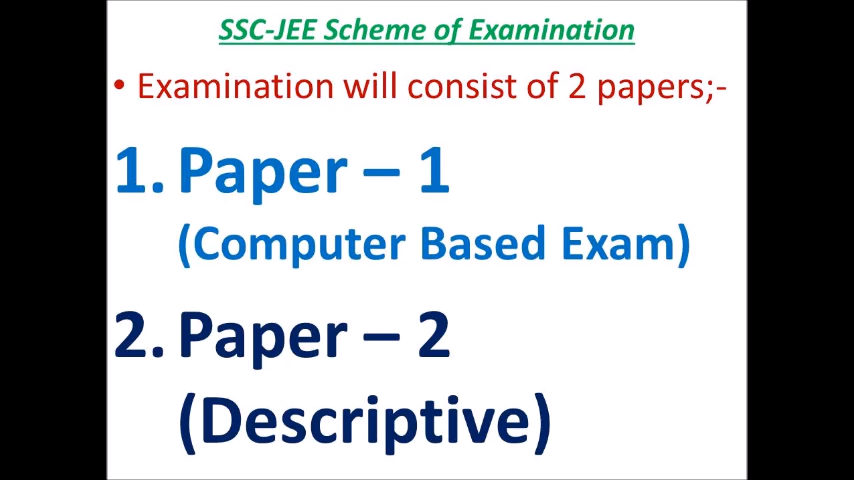 SSC-JEE Scheme of Examination
• Examination will consist of 2 papers;-
1. Paper – 1
(Computer Based Exam)
2. Paper – 2
(Descriptive)